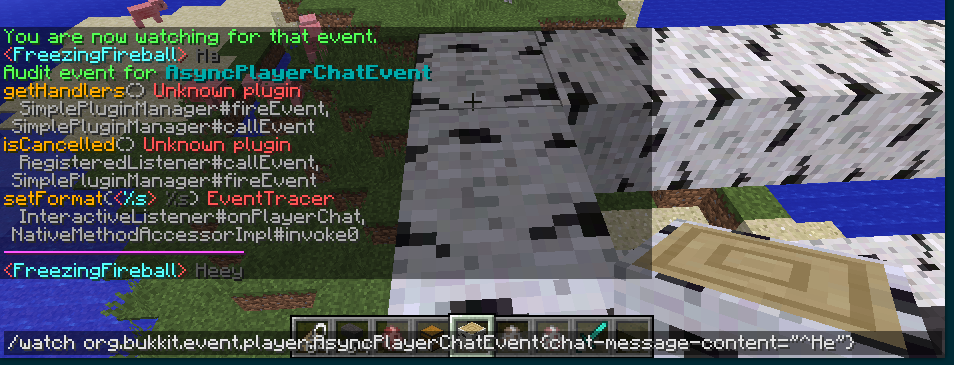 You are now watching for that event.
<FreezingFireball> Ha
Audit event for AsyncPlayerChatEvent
getHandlers() Unknown plugin
SimplePluginManager#fireEvent,
SimplePluginManager#callEvent
isCancelled() Unknown plugin
RegisteredListener#callEvent,
SimplePluginManager#fireEvent
setFormat(<%s> %s) EventTracer
InteractiveListener#onPlayerChat,
NativeMethodAccessorImpl#invoke0
<FreezingFireball> Heey
/watch org.bukkit.event.player.AsyncPlayerChatEvent{chat-message-content="^He"}